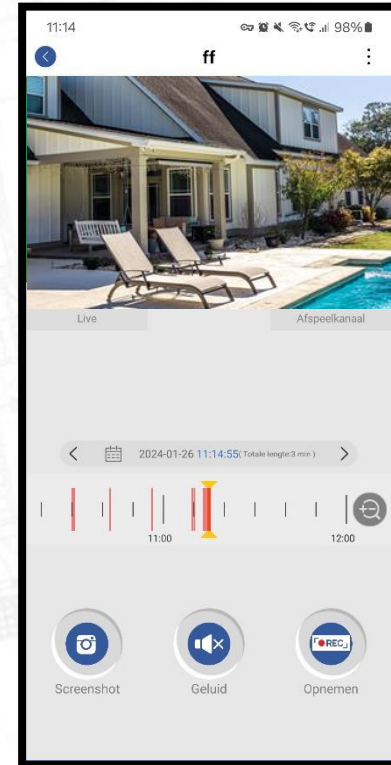 11:14 98%
ff
Live Afspeelkanaal
2024-01-26 11:14:55(Totale lengte:3 min.)
11:00 12:00
REC
Screenshot Geluid Opnemen